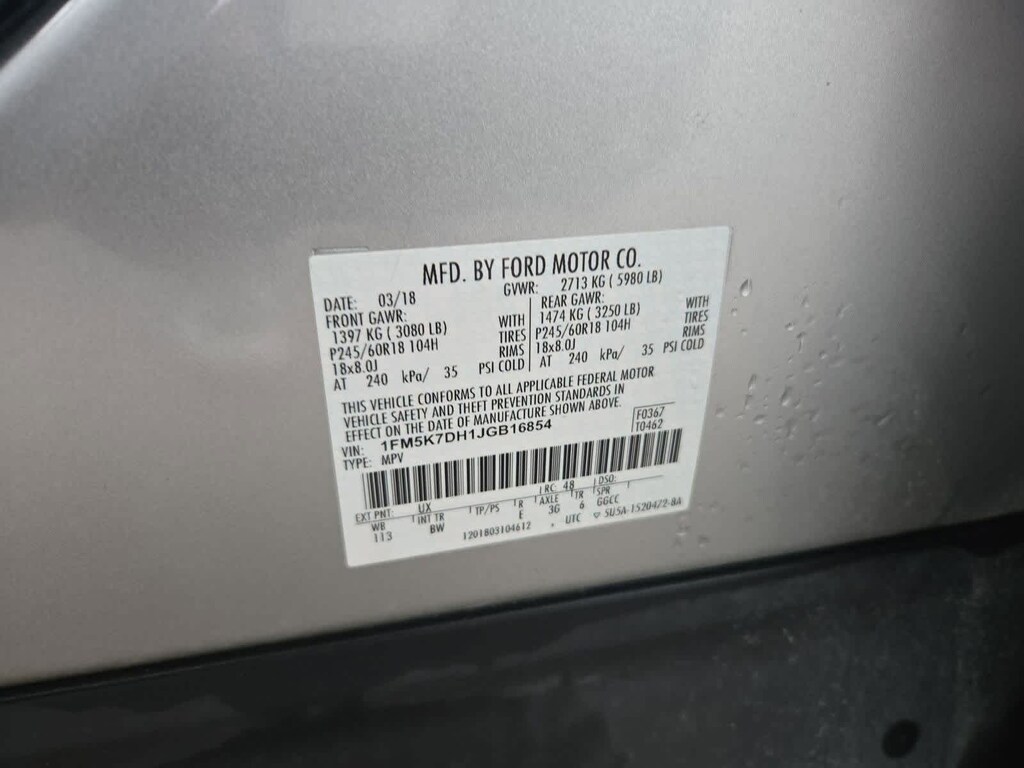 MFD. BY FORD MOTOR CO.
DATE: 03/18 GVWR: 2713 KG ( 5980 LB)
FRONT GAWR: REAR GAWR:
1397 KG ( 3080 LB) WITH 1474 KG ( 3250 LB) WITH
P245/60R18 104H TIRES P245/60R18 104H TIRES
18x8.0J RIMS 18x8.0J RIMS
AT 240 kPa/ 35 PSI COLD AT 240 kPa/ 35 PSI COLD
THIS VEHICLE CONFORMS TO ALL APPLICABLE FEDERAL MOTOR
VEHICLE SAFETY AND THEFT PREVENTION STANDARDS IN
EFFECT ON THE DATE OF MANUFACTURE SHOWN ABOVE.
VIN: 1FM5K7DH1JGB16854 F0367
TYPE: MPV T0462
EXT PNT: UX RC: 48 DSO:
WB INT TR TP/PS R AXLE TR SPR
113 BW E 3G 6 GGCC
1201803104612 UTC 5U5A-1520472-BA